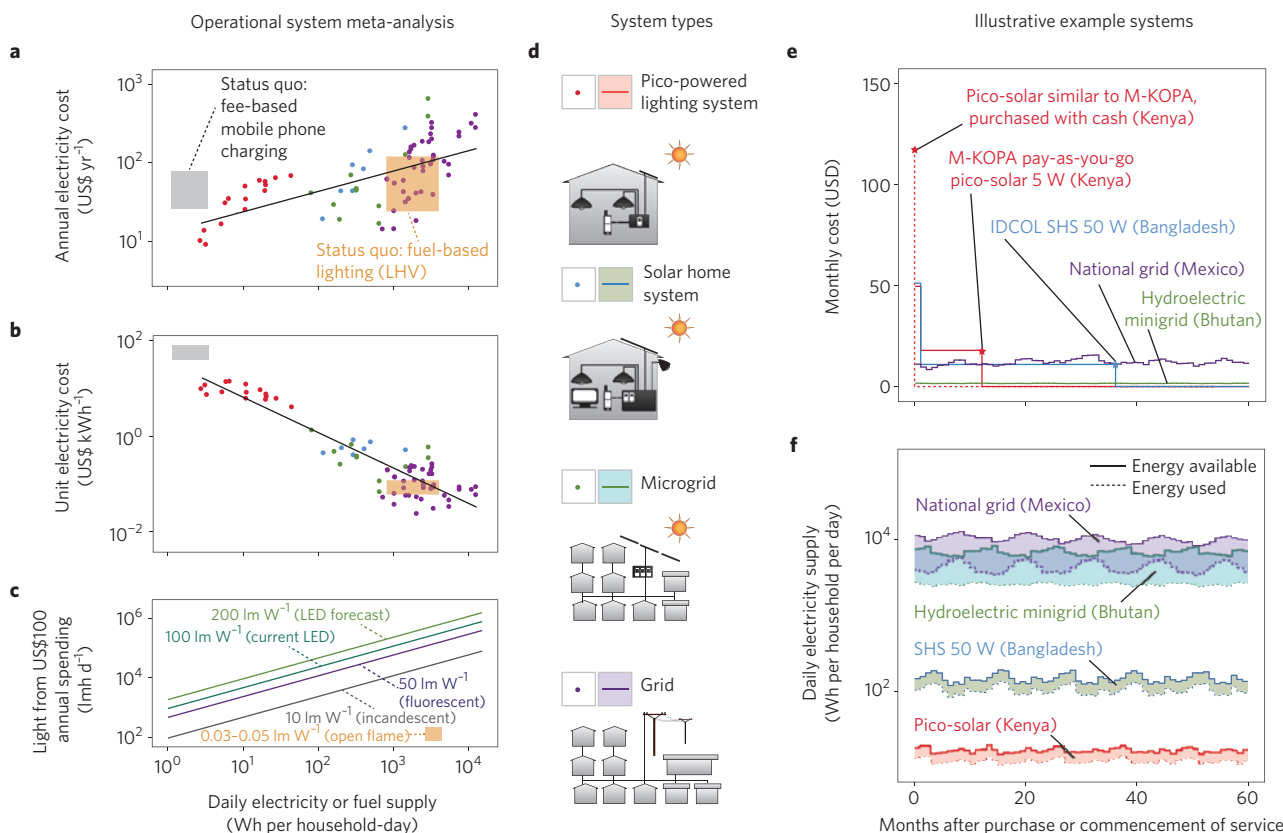 Operational system meta-analysis
System types
Illustrative example systems
a
Annual electricity cost
(US$ yr⁻¹)
10³
10²
10¹
Status quo:
fee-based
mobile phone
charging
Status quo: fuel-based
lighting (LHV)
b
Unit electricity cost
(US$ kWh⁻¹)
10²
10⁰
10⁻²
c
Light from US$100
annual spending
(lmh d⁻¹)
10⁶
10⁴
10²
200 lm W⁻¹ (LED forecast)
100 lm W⁻¹ (current LED)
50 lm W⁻¹
(fluorescent)
10 lm W⁻¹ (incandescent)
0.03–0.05 lm W⁻¹ (open flame)
10⁰
10¹
10²
10³
10⁴
Daily electricity or fuel supply
(Wh per household-day)
d
Pico-powered
lighting system
Solar home
system
Microgrid
Grid
e
Monthly cost (USD)
150
100
50
0
Pico-solar similar to M-KOPA,
purchased with cash (Kenya)
M-KOPA pay-as-you-go
pico-solar 5 W (Kenya)
IDCOL SHS 50 W (Bangladesh)
National grid (Mexico)
Hydroelectric
minigrid (Bhutan)
0
20
40
60
f
Daily electricity supply
(Wh per household per day)
10⁴
10²
Energy available
Energy used
National grid (Mexico)
Hydroelectric minigrid (Bhutan)
SHS 50 W (Bangladesh)
Pico-solar (Kenya)
0
20
40
60
Months after purchase or commencement of service